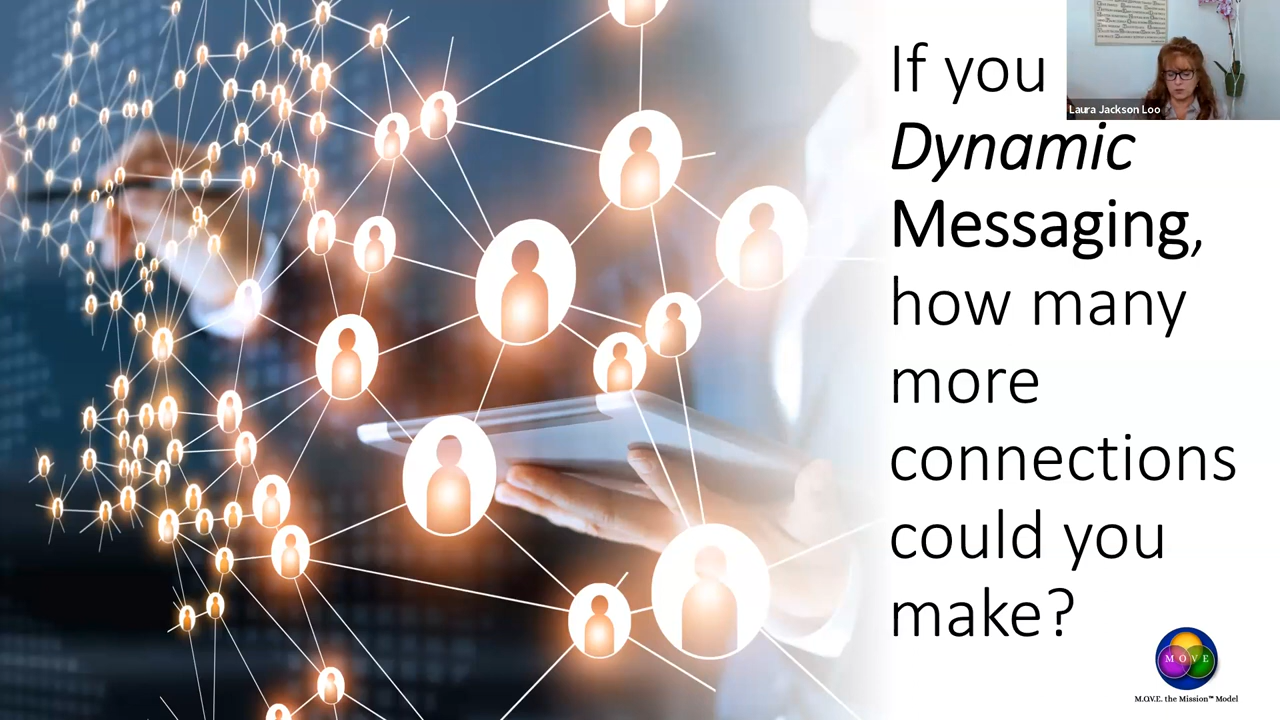 If you
Dynamic
Messaging,
how many
more
connections
could you
make?
Laura Jackson Loo
M O V E
M.O.V.E. the Mission™ Model